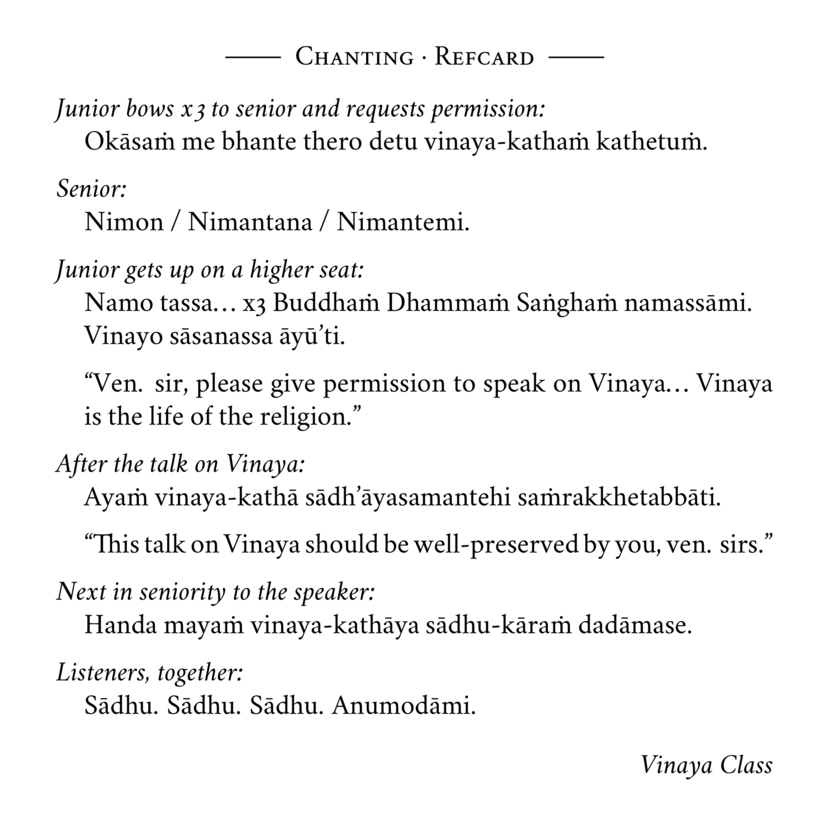 Chanting · Refcard
Junior bows x3 to senior and requests permission:
Okāsaṁ me bhante thero detu vinaya-kathaṁ kathetuṁ.
Senior:
Nimon / Nimantana / Nimantemi.
Junior gets up on a higher seat:
Namo tassa… x3 Buddhaṁ Dhammaṁ Saṅghaṁ namassāmi.
Vinayo sāsanassa āyū’ti.
“Ven. sir, please give permission to speak on Vinaya… Vinaya
is the life of the religion.”
After the talk on Vinaya:
Ayaṁ vinaya-kathā sādh’āyasamantehi saṁrakkhetabbāti.
“This talk on Vinaya should be well-preserved by you, ven. sirs.”
Next in seniority to the speaker:
Handa mayaṁ vinaya-kathāya sādhu-kāraṁ dadāmase.
Listeners, together:
Sādhu. Sādhu. Sādhu. Anumodāmi.
Vinaya Class